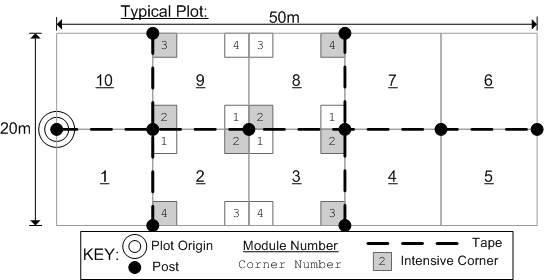 Typical Plot:
50m
3 4 3 4
10 9 8 7 6
2 1 2 1
20m
1 2 1 2
1 2 3 4 5
4 3 4 3
KEY: Plot Origin Module Number Tape
Post Corner Number 2 Intensive Corner